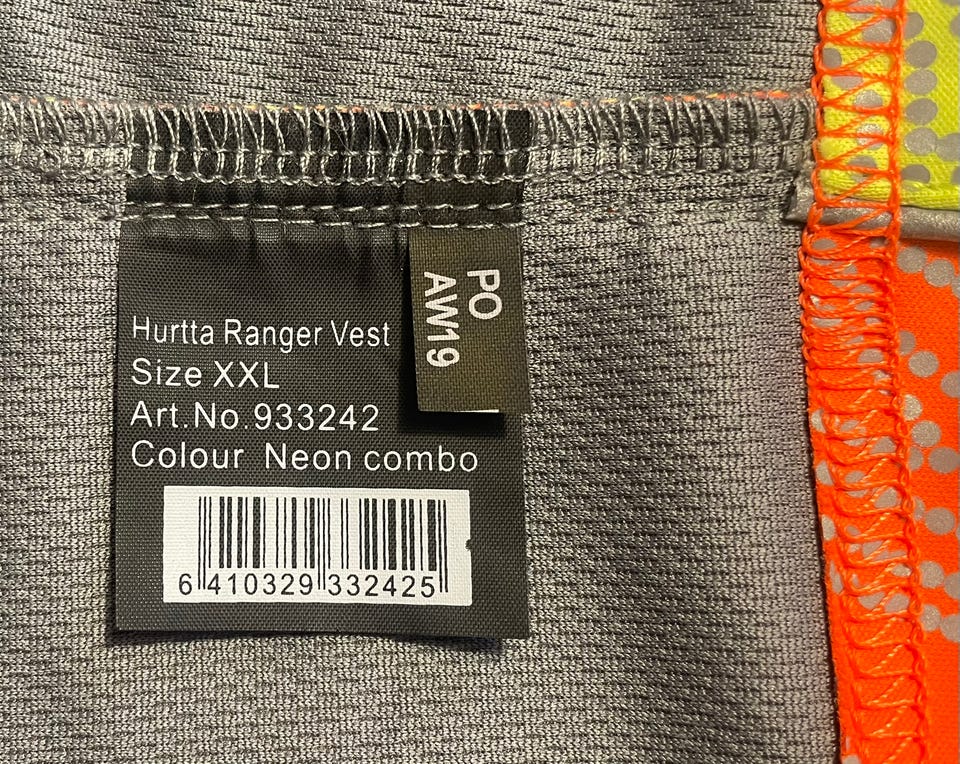 Hurtta Ranger Vest
Size XXL
Art.No.933242
Colour Neon combo
6 410329 332425
PO
AW19